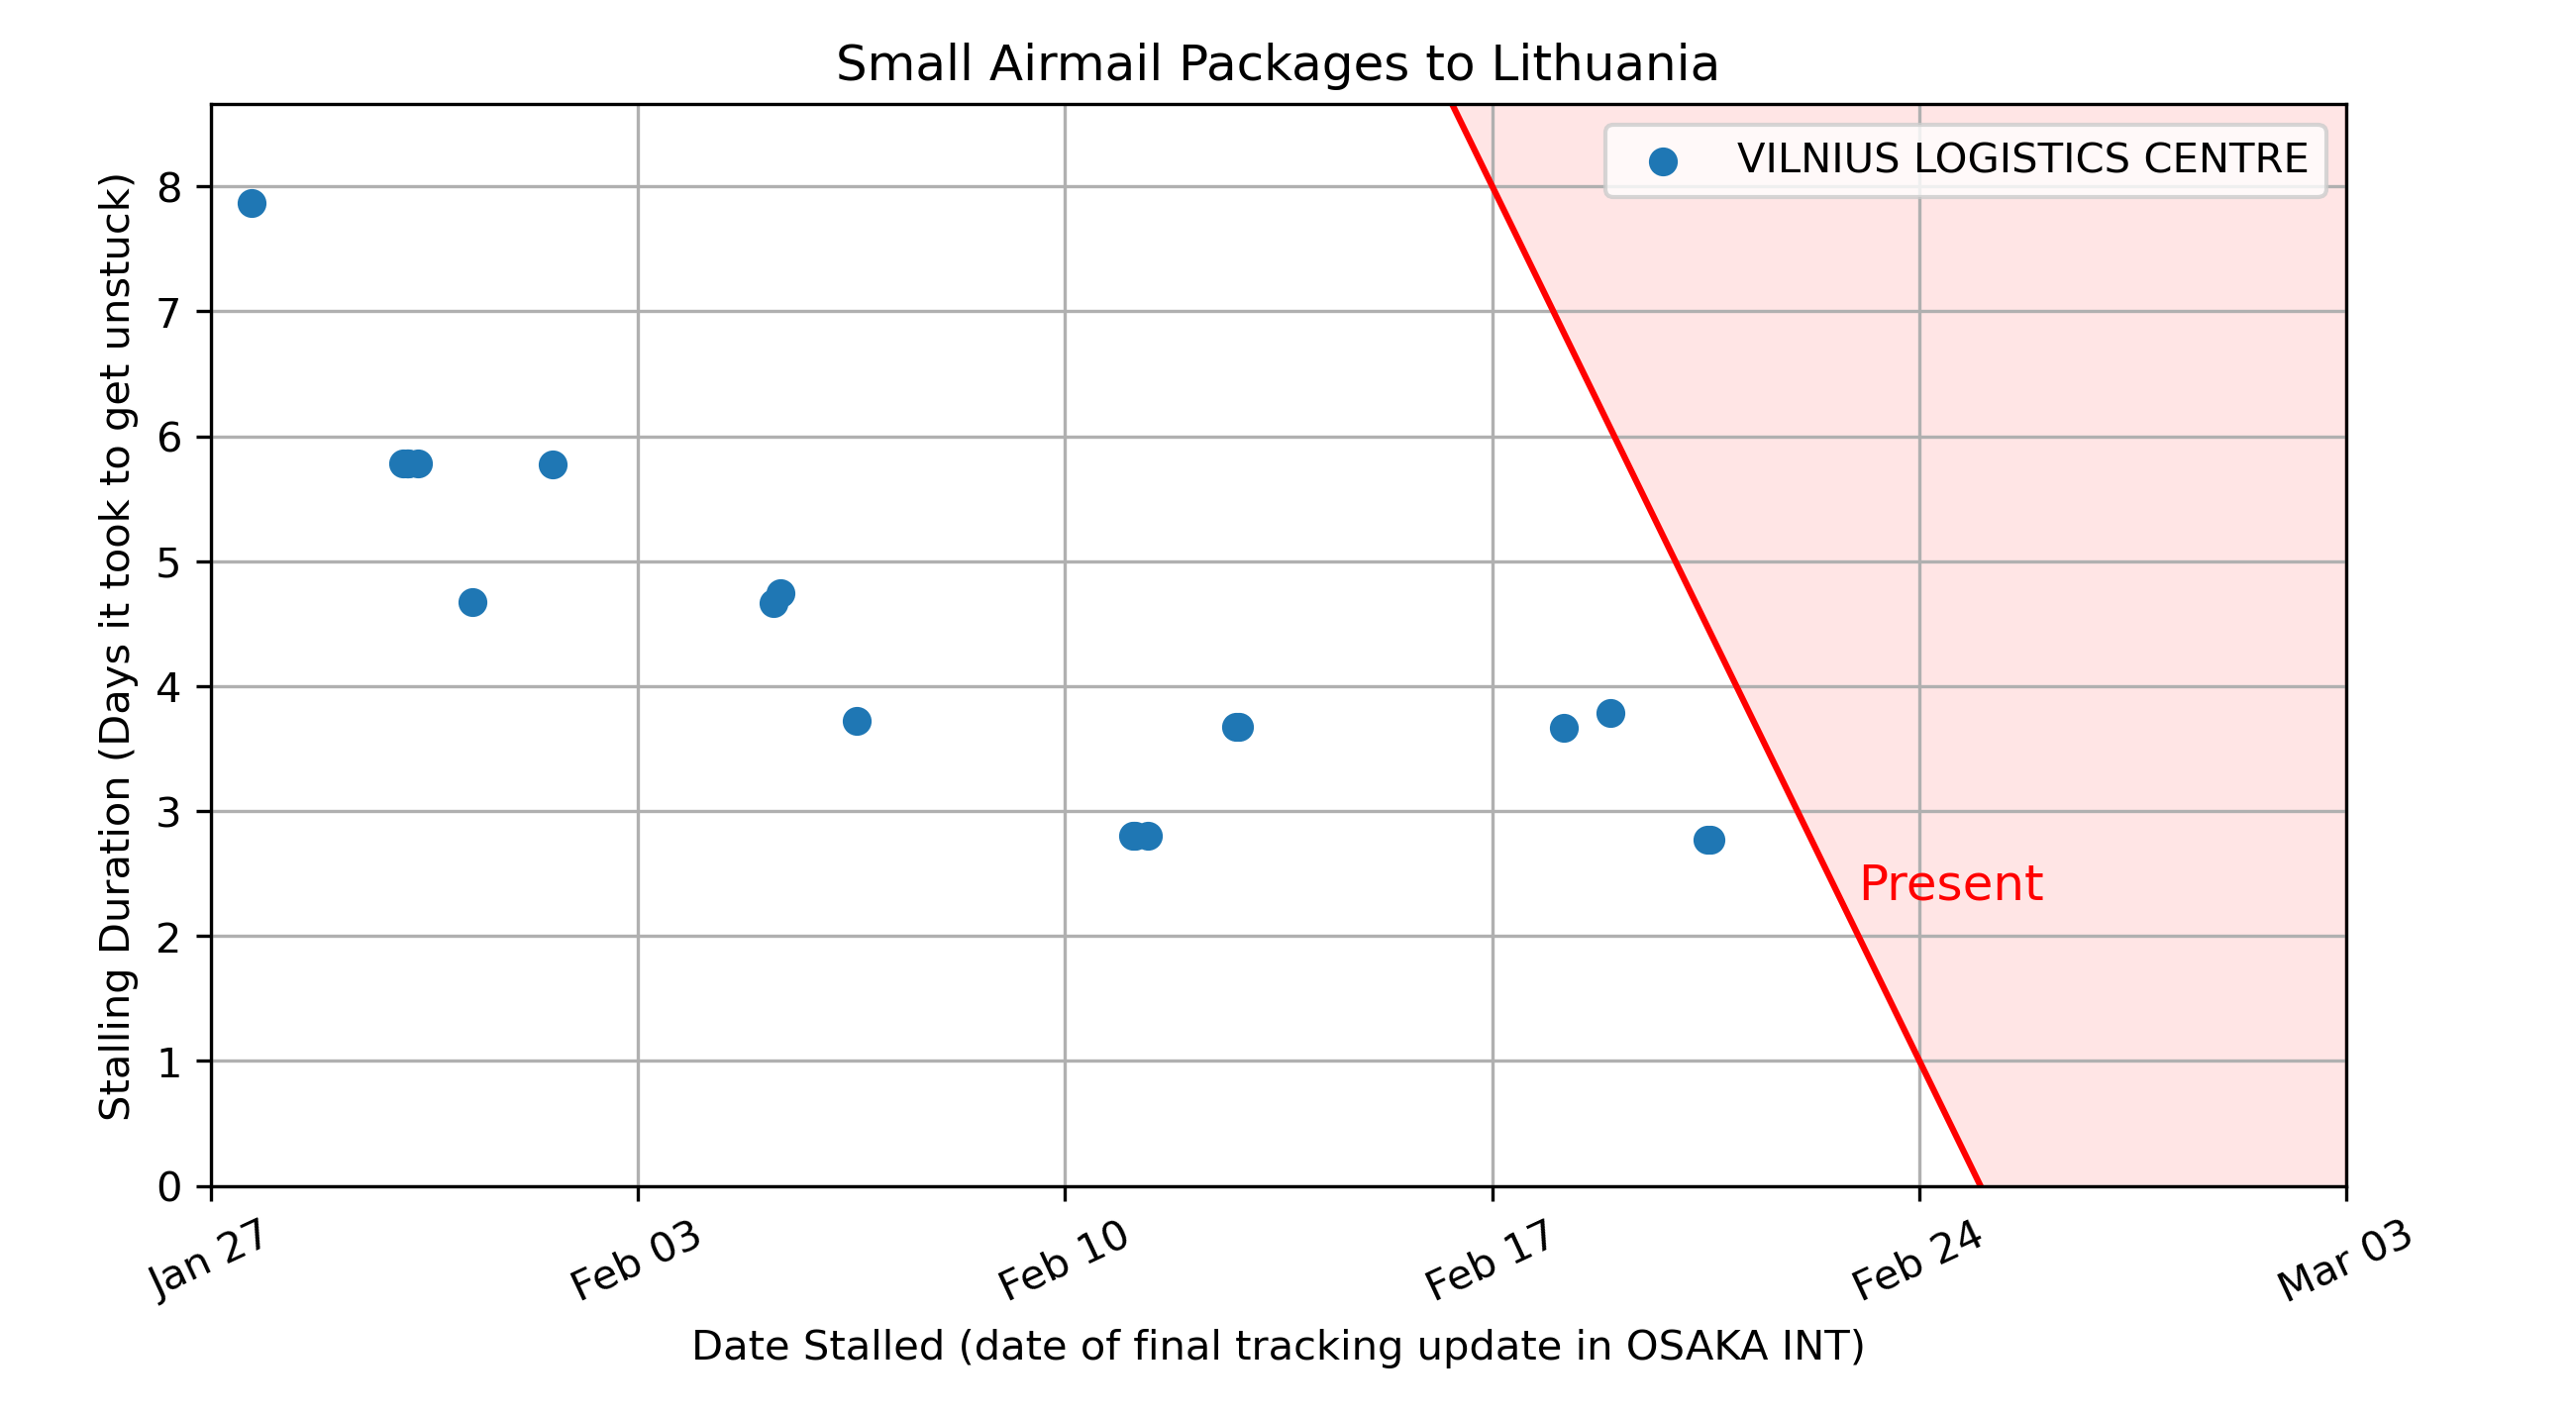 Small Airmail Packages to Lithuania
VILNIUS LOGISTICS CENTRE
Stalling Duration (Days it took to get unstuck)
8
7
6
5
4
3
2
1
0
Present
Jan 27
Feb 03
Feb 10
Feb 17
Feb 24
Mar 03
Date Stalled (date of final tracking update in OSAKA INT)